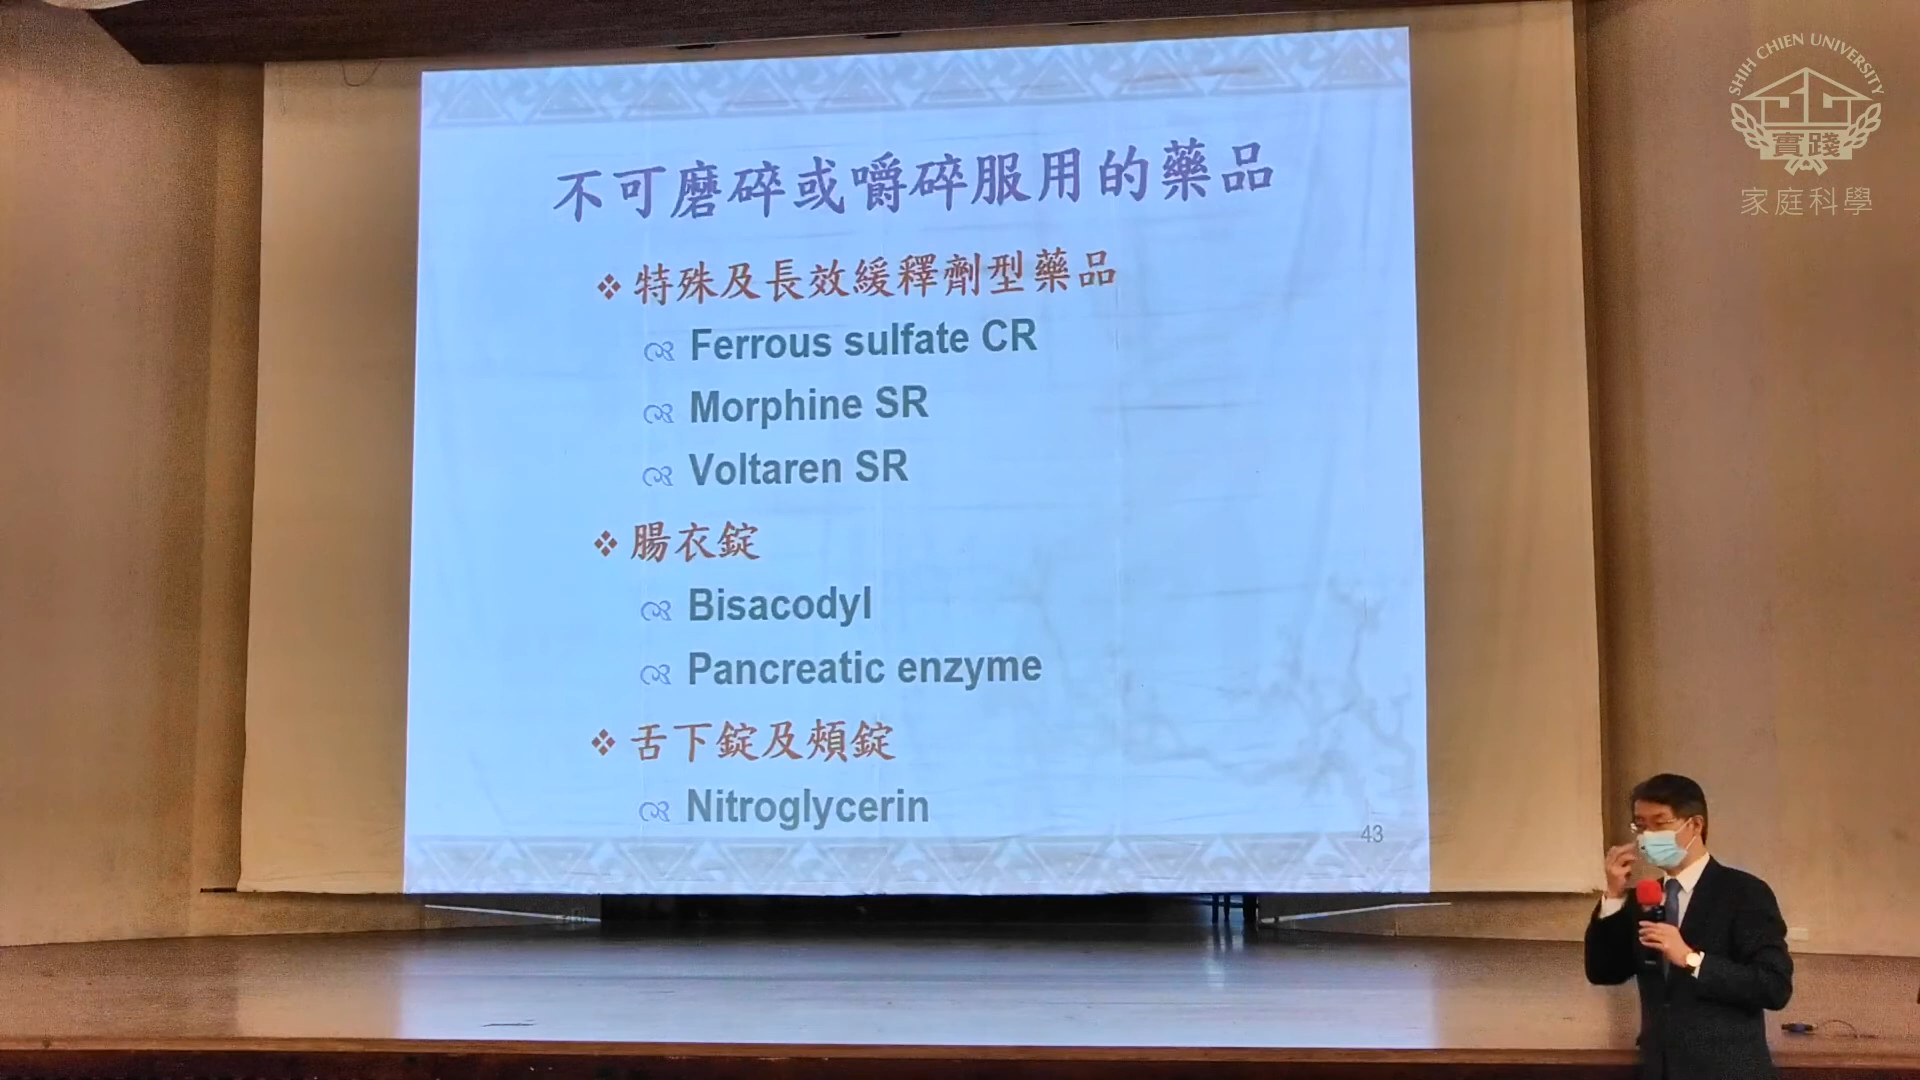 不可磨碎或嚼碎服用的藥品
特殊及長效緩釋劑型藥品
Ferrous sulfate CR
Morphine SR
Voltaren SR
腸衣錠
Bisacodyl
Pancreatic enzyme
舌下錠及頰錠
Nitroglycerin
43
SHIH CHIEN UNIVERSITY
實踐
家庭科學